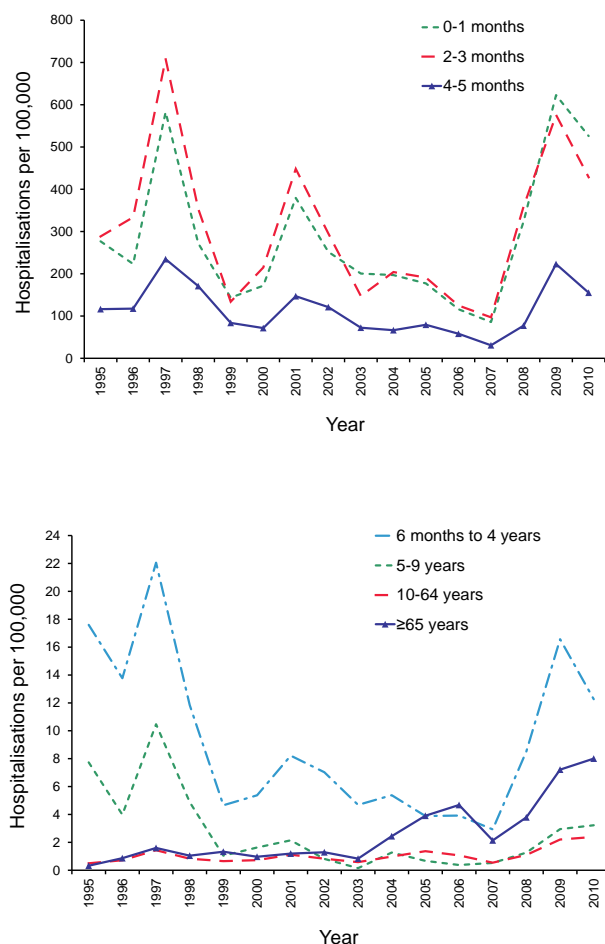 800
700
600
500
400
300
200
100
0
Hospitalisations per 100,000
0-1 months
2-3 months
4-5 months
1995 1996 1997 1998 1999 2000 2001 2002 2003 2004 2005 2006 2007 2008 2009 2010
Year
24
22
20
18
16
14
12
10
8
6
4
2
0
Hospitalisations per 100,000
6 months to 4 years
5-9 years
10-64 years
≥65 years
1995 1996 1997 1998 1999 2000 2001 2002 2003 2004 2005 2006 2007 2008 2009 2010
Year